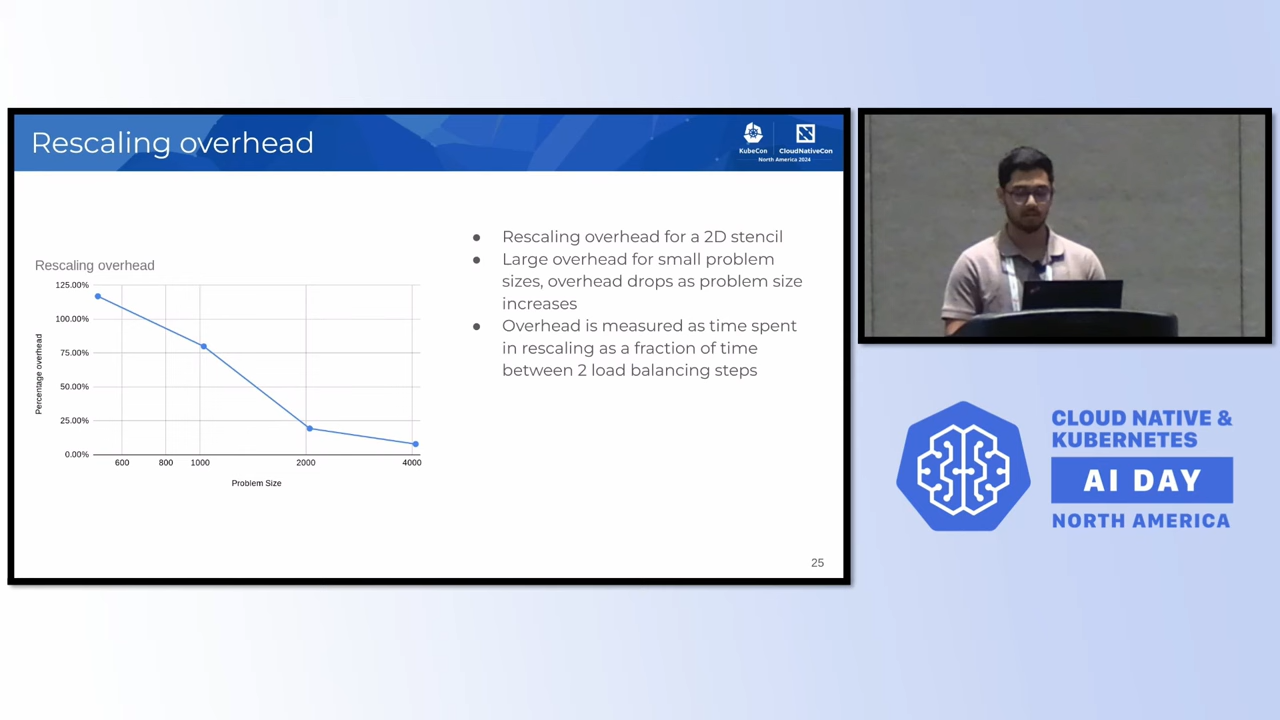 Rescaling overhead
KubeCon
CloudNativeCon
North America 2024
Rescaling overhead
125.00%
100.00%
75.00%
50.00%
25.00%
0.00%
Percentage overhead
600
800
1000
2000
4000
Problem Size
● Rescaling overhead for a 2D stencil
● Large overhead for small problem
sizes, overhead drops as problem size
increases
● Overhead is measured as time spent
in rescaling as a fraction of time
between 2 load balancing steps
25
CLOUD NATIVE &
KUBERNETES
AI DAY
NORTH AMERICA